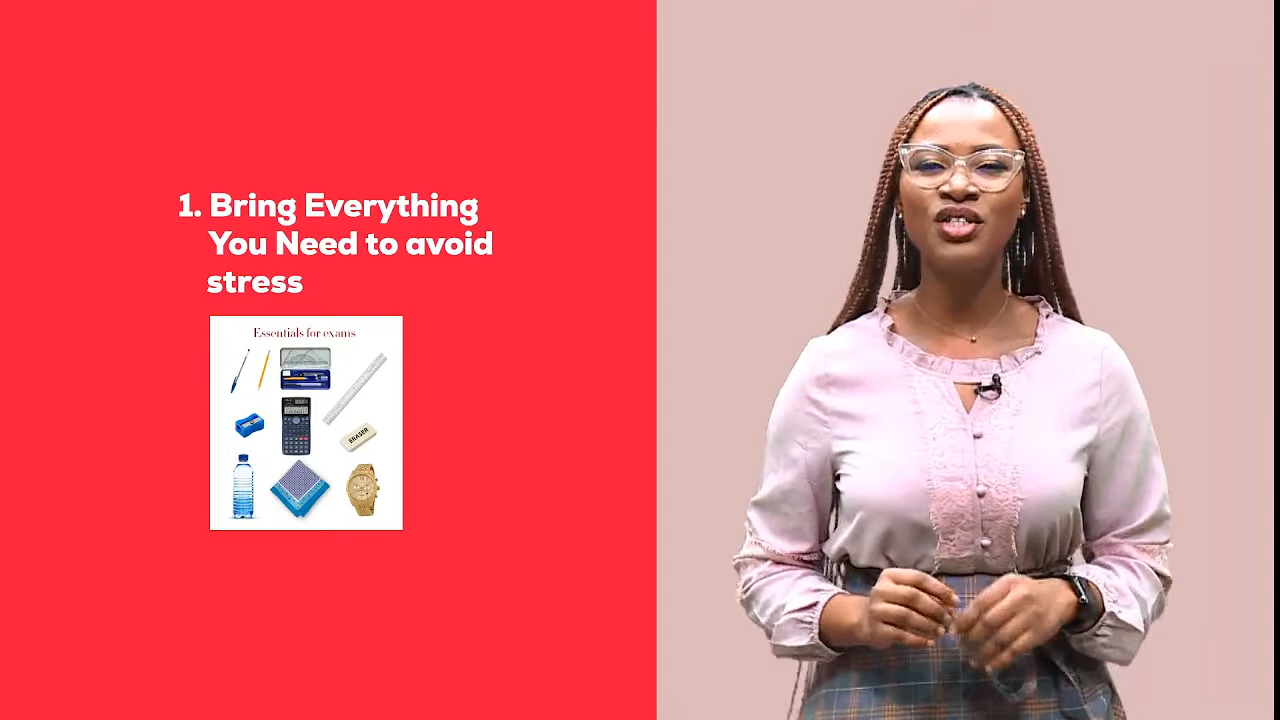 1. Bring Everything
You Need to avoid
stress
Essentials for exams
ERASER